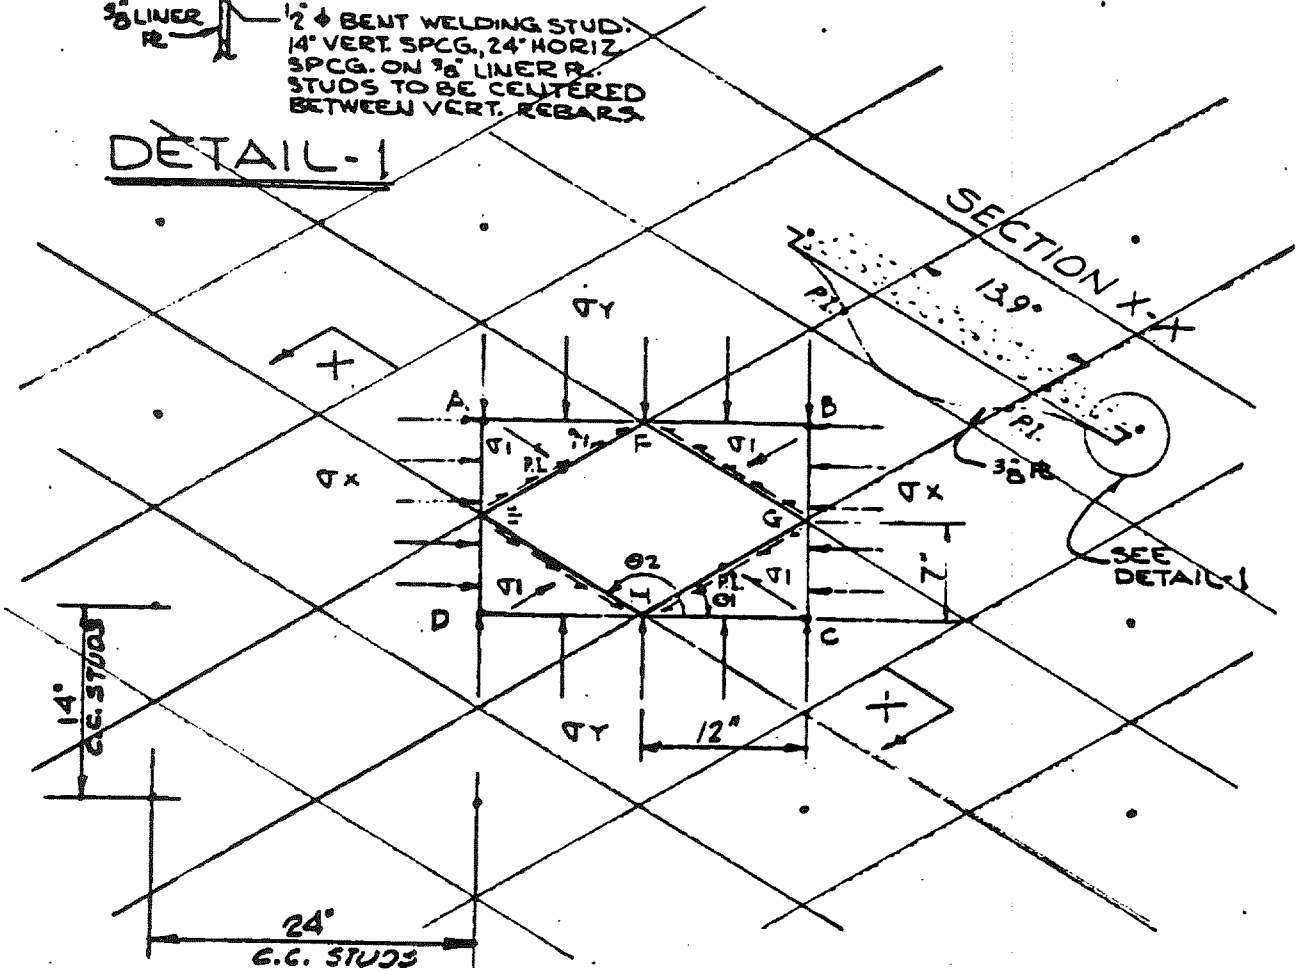 3/8" LINER
PL
1/2" ɸ BENT WELDING STUD.
14" VERT. SPCG., 24" HORIZ.
SPCG. ON 3/8" LINER PL.
STUDS TO BE CENTERED
BETWEEN VERT. REBARS
DETAIL-1
SECTION X-X
13.9"
P.I.
P.I.
3/8" PL
SEE
DETAIL-1
σY
X
A
B
F
σ1
P.I.
σ1
σX
σX
E
G
7"
θ2
σ1
I
P.I.
θ1
σ1
D
C
14"
C.C. STUDS
X
σY
12"
24"
C.C. STUDS